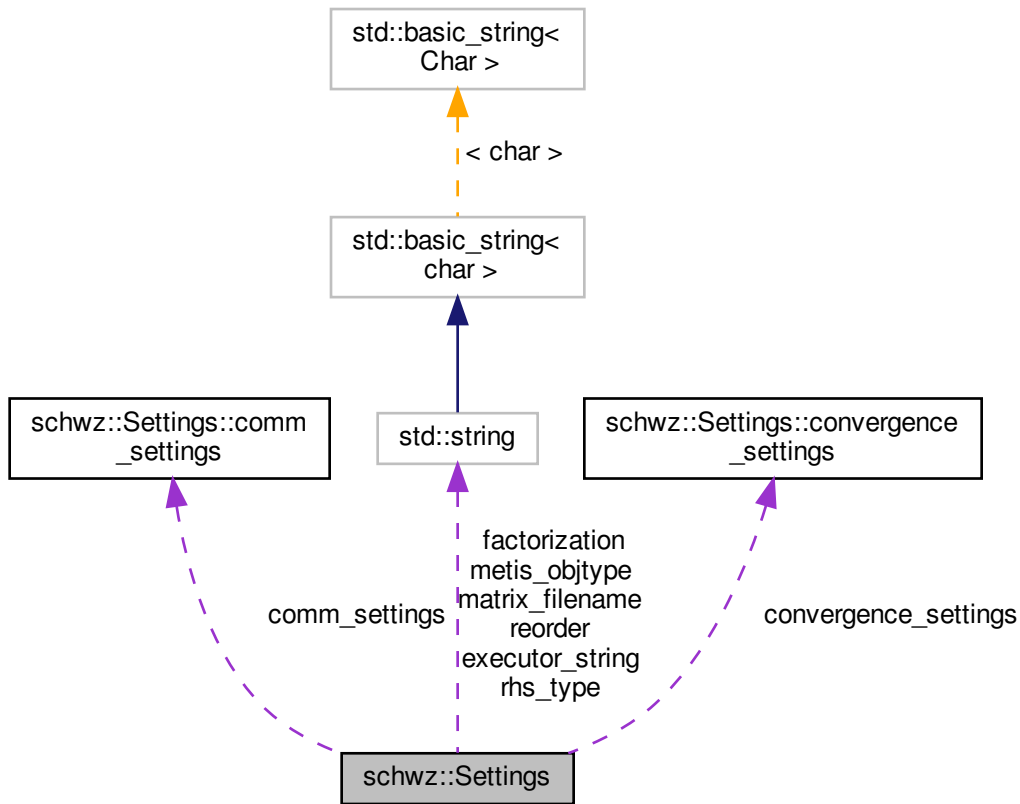 std::basic_string<
Char >
< char >
std::basic_string<
char >
schwz::Settings::comm
_settings
std::string
schwz::Settings::convergence
_settings
factorization
metis_objtype
matrix_filename
reorder
executor_string
rhs_type
comm_settings
convergence_settings
schwz::Settings